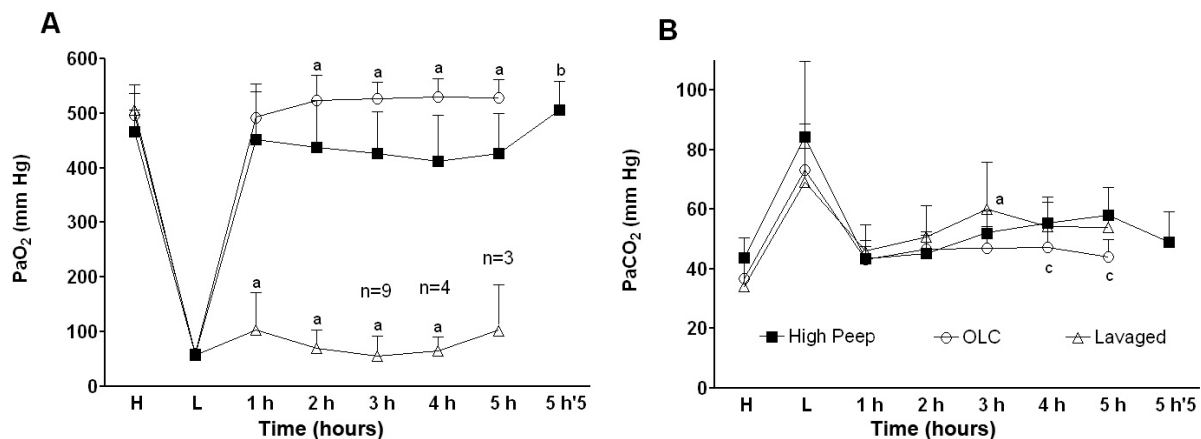 A
PaO2 (mm Hg)
600
500
400
300
200
100
0
a a a a b
a a a a
n=9 n=4 n=3
H L 1 h 2 h 3 h 4 h 5 h 5 h'5
Time (hours)
B
PaCO2 (mm Hg)
100
80
60
40
20
0
a
c c
High Peep OLC Lavaged
H L 1 h 2 h 3 h 4 h 5 h 5 h'5
Time (hours)